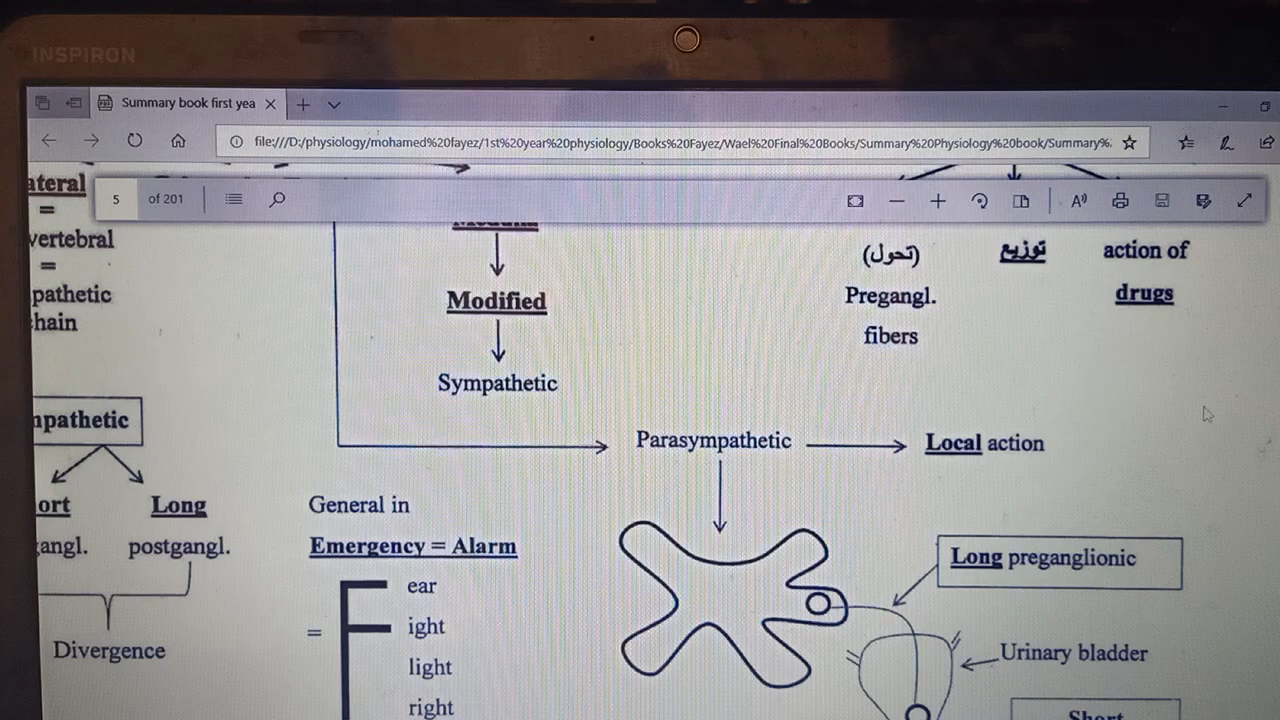 INSPIRON
Summary book first yea
file:///D:/physiology/mohamed%20fayez/1st%20year%20physiology/Books%20Fayez/Wael%20Final%20Books/Summary%20Physiology%20book/Summary%
5 of 201
ateral
=
vertebral
=
pathetic
hain
Modified
Sympathetic
(تحول)
Pregangl.
fibers
توزيع
action of
drugs
pathetic
ort
Long
angl.
postgangl.
Divergence
Parasympathetic
Local action
General in
Emergency = Alarm
=
F
ear
ight
light
right
Long preganglionic
Urinary bladder
Short